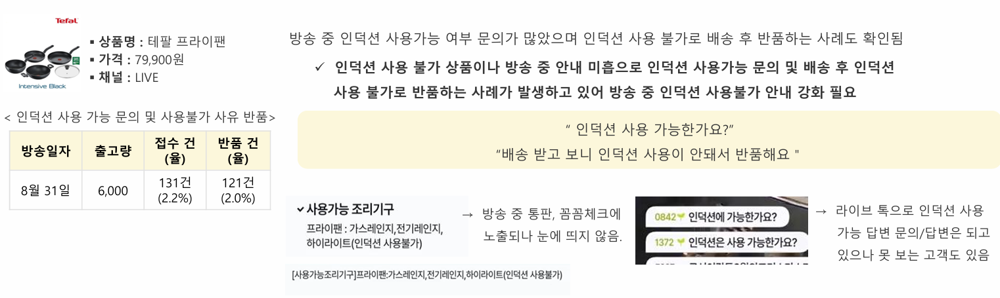 Tefal
Intensive Black
▪ 상품명 : 테팔 프라이팬
▪ 가격 : 79,900원
▪ 채널 : LIVE
< 인덕션 사용 가능 문의 및 사용불가 사유 반품>
방송일자 출고량 접수 건 (율) 반품 건 (율)
8월 31일 6,000 131건 (2.2%) 121건 (2.0%)
방송 중 인덕션 사용가능 여부 문의가 많았으며 인덕션 사용 불가로 배송 후 반품하는 사례도 확인됨
✓ 인덕션 사용 불가 상품이나 방송 중 안내 미흡으로 인덕션 사용가능 문의 및 배송 후 인덕션
사용 불가로 반품하는 사례가 발생하고 있어 방송 중 인덕션 사용불가 안내 강화 필요
“ 인덕션 사용 가능한가요?”
“배송 받고 보니 인덕션 사용이 안돼서 반품해요 "
✓사용가능 조리기구
프라이팬 : 가스레인지,전기레인지,
하이라이트(인덕션 사용불가)
[사용가능조리기구]프라이팬:가스레인지,전기레인지,하이라이트(인덕션 사용불가)
→ 방송 중 통판, 꼼꼼체크에
노출되나 눈에 띄지 않음.
0842 인덕션에 가능한가요?
1372 인덕션은 사용 가능한가요?
→ 라이브 톡으로 인덕션 사용
가능 답변 문의/답변은 되고
있으나 못 보는 고객도 있음